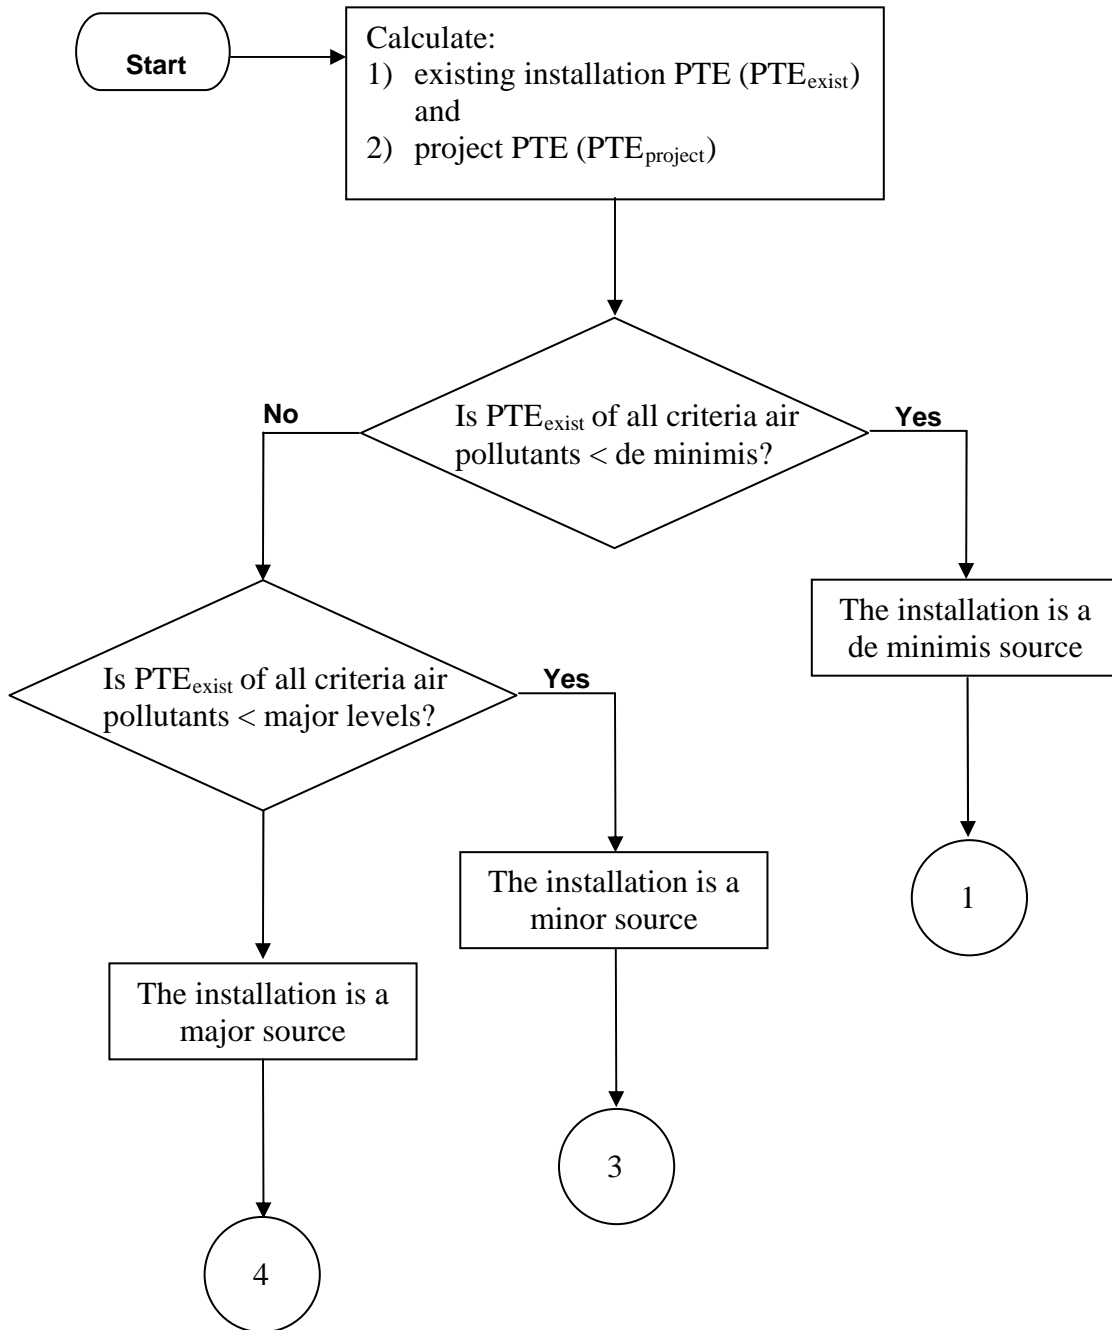 Start
Calculate:
1) existing installation PTE (PTEexist)
and
2) project PTE (PTEproject)
No
Is PTEexist of all criteria air
pollutants < de minimis?
Yes
The installation is a
de minimis source
Is PTEexist of all criteria air
pollutants < major levels?
Yes
The installation is a
minor source
1
The installation is a
major source
3
4